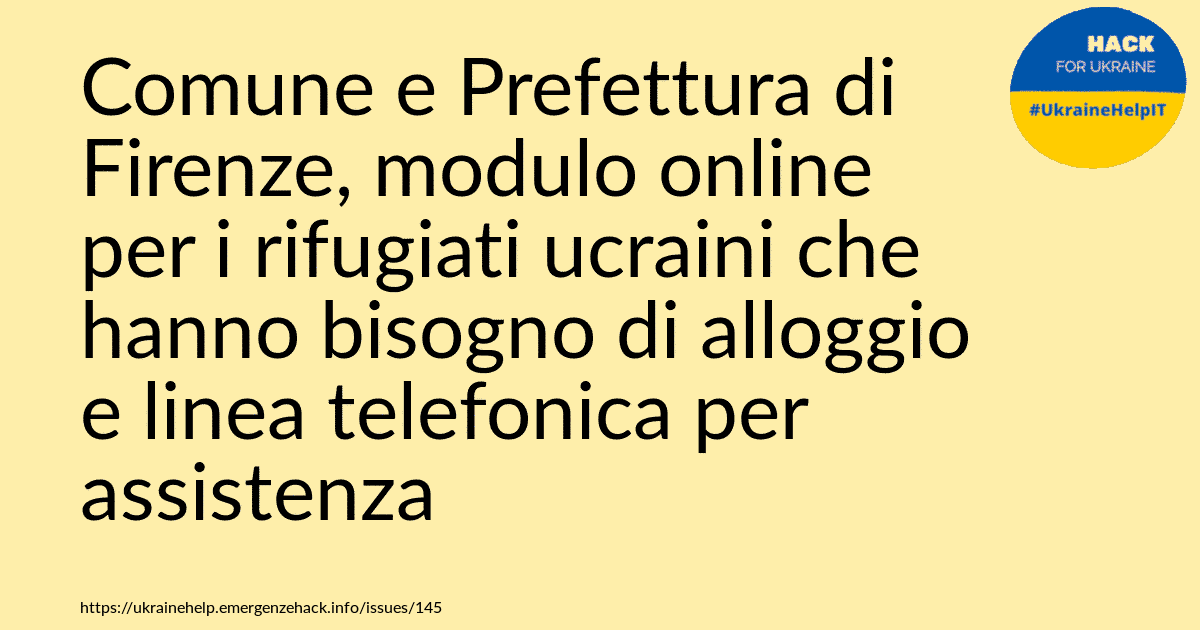 HACK
FOR UKRAINE
#UkraineHelpIT
Comune e Prefettura di
Firenze, modulo online
per i rifugiati ucraini che
hanno bisogno di alloggio
e linea telefonica per
assistenza
https://ukrainehelp.emergenzehack.info/issues/145